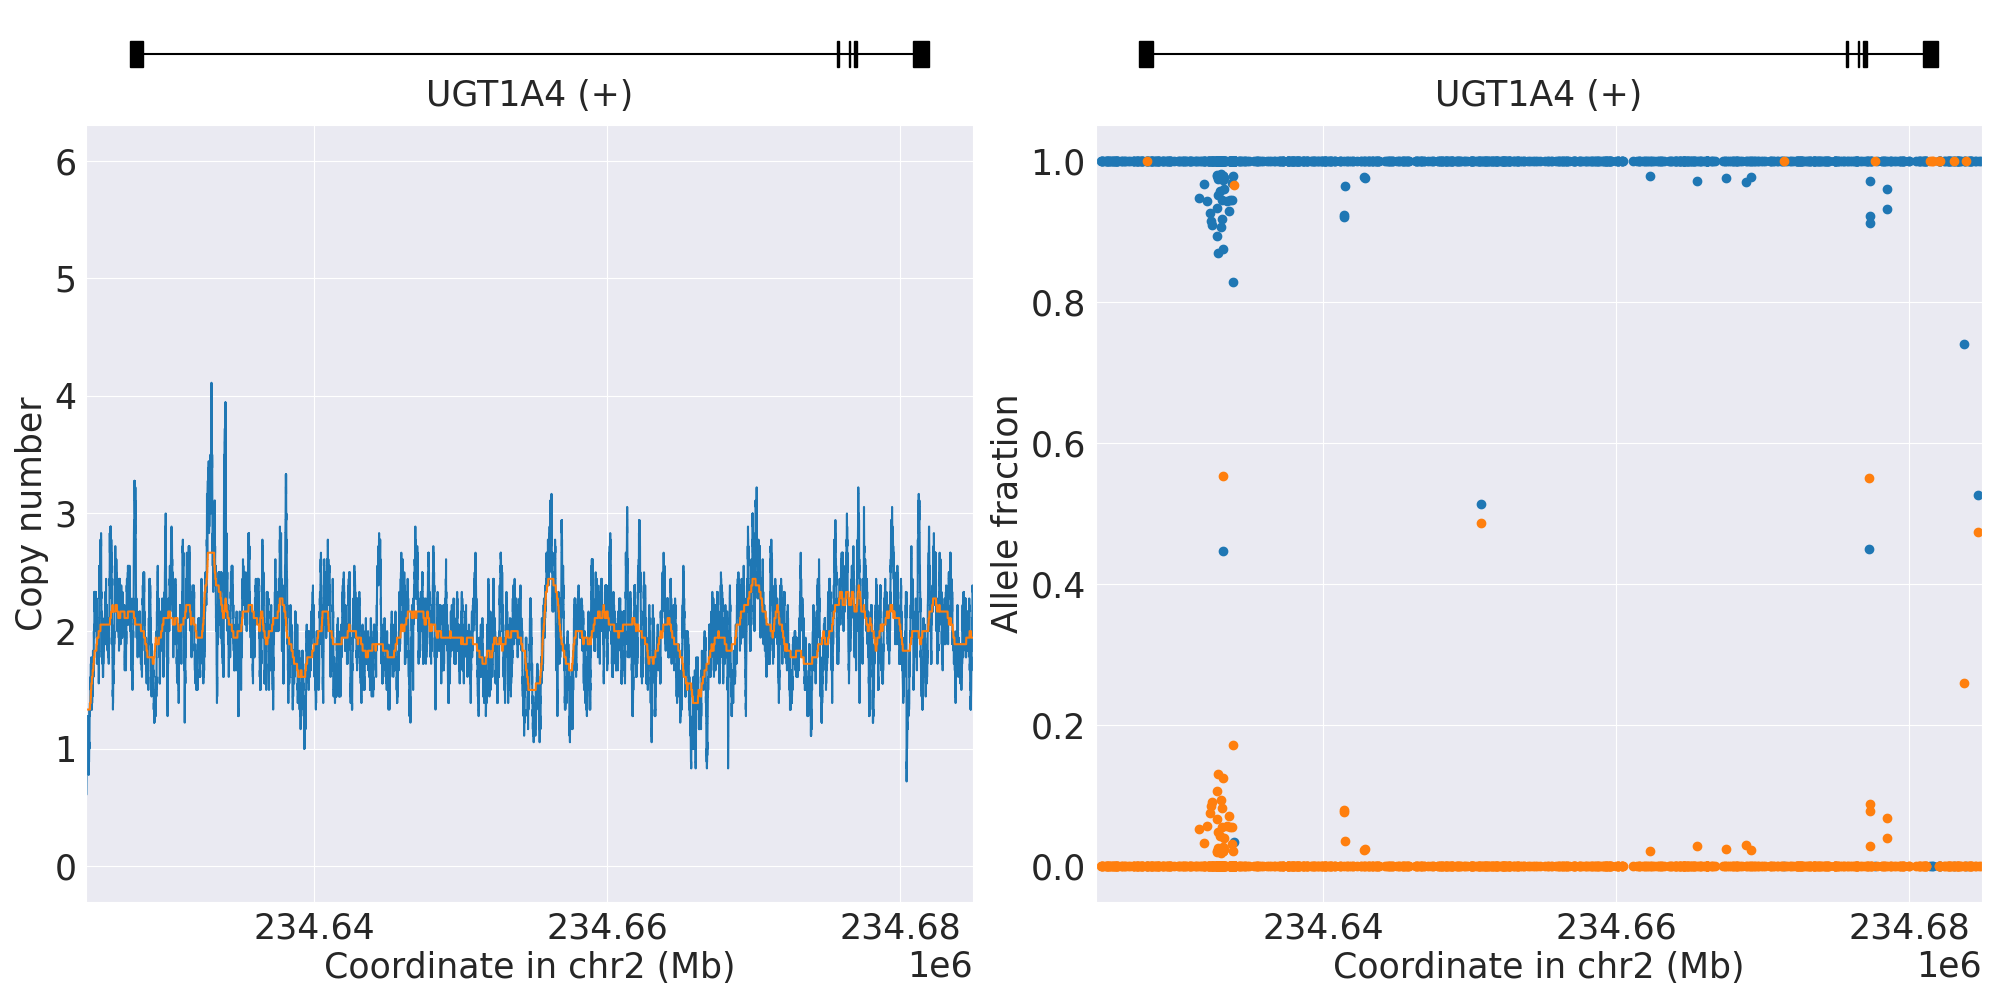 UGT1A4 (+)
UGT1A4 (+)
6
5
4
3
2
1
0
Copy number
234.64
234.66
234.68
Coordinate in chr2 (Mb)
1e6
1.0
0.8
0.6
0.4
0.2
0.0
Allele fraction
234.64
234.66
234.68
Coordinate in chr2 (Mb)
1e6